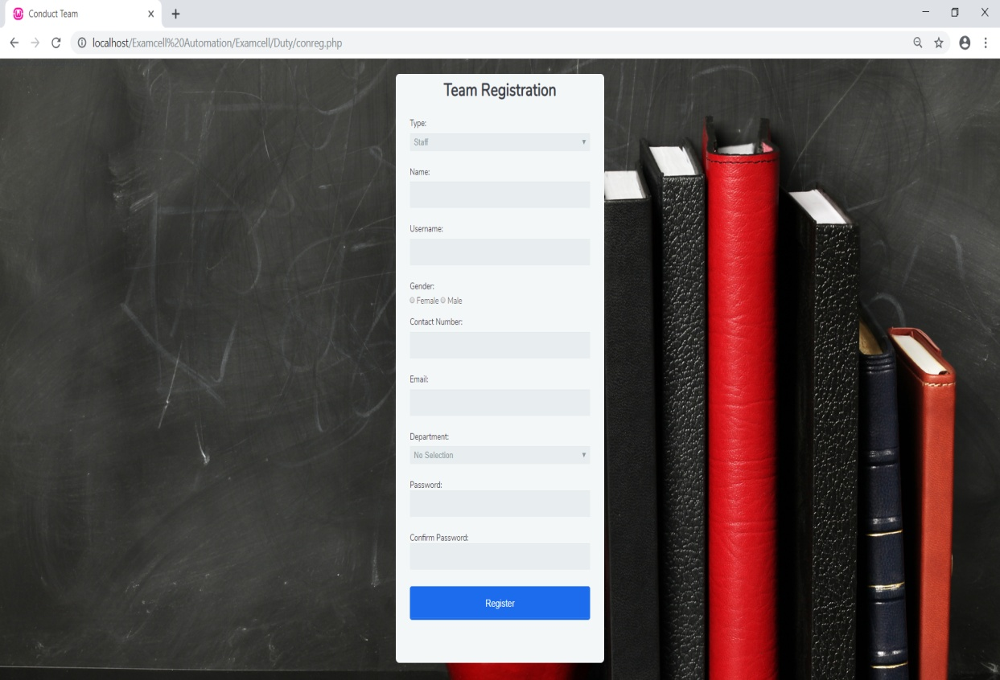 Conduct Team
localhost/Examcell%20Automation/Examcell/Duty/conreg.php
Team Registration
Type:
Staff
Name:
Username:
Gender:
Female Male
Contact Number:
Email:
Department:
No Selection
Password:
Confirm Password:
Register